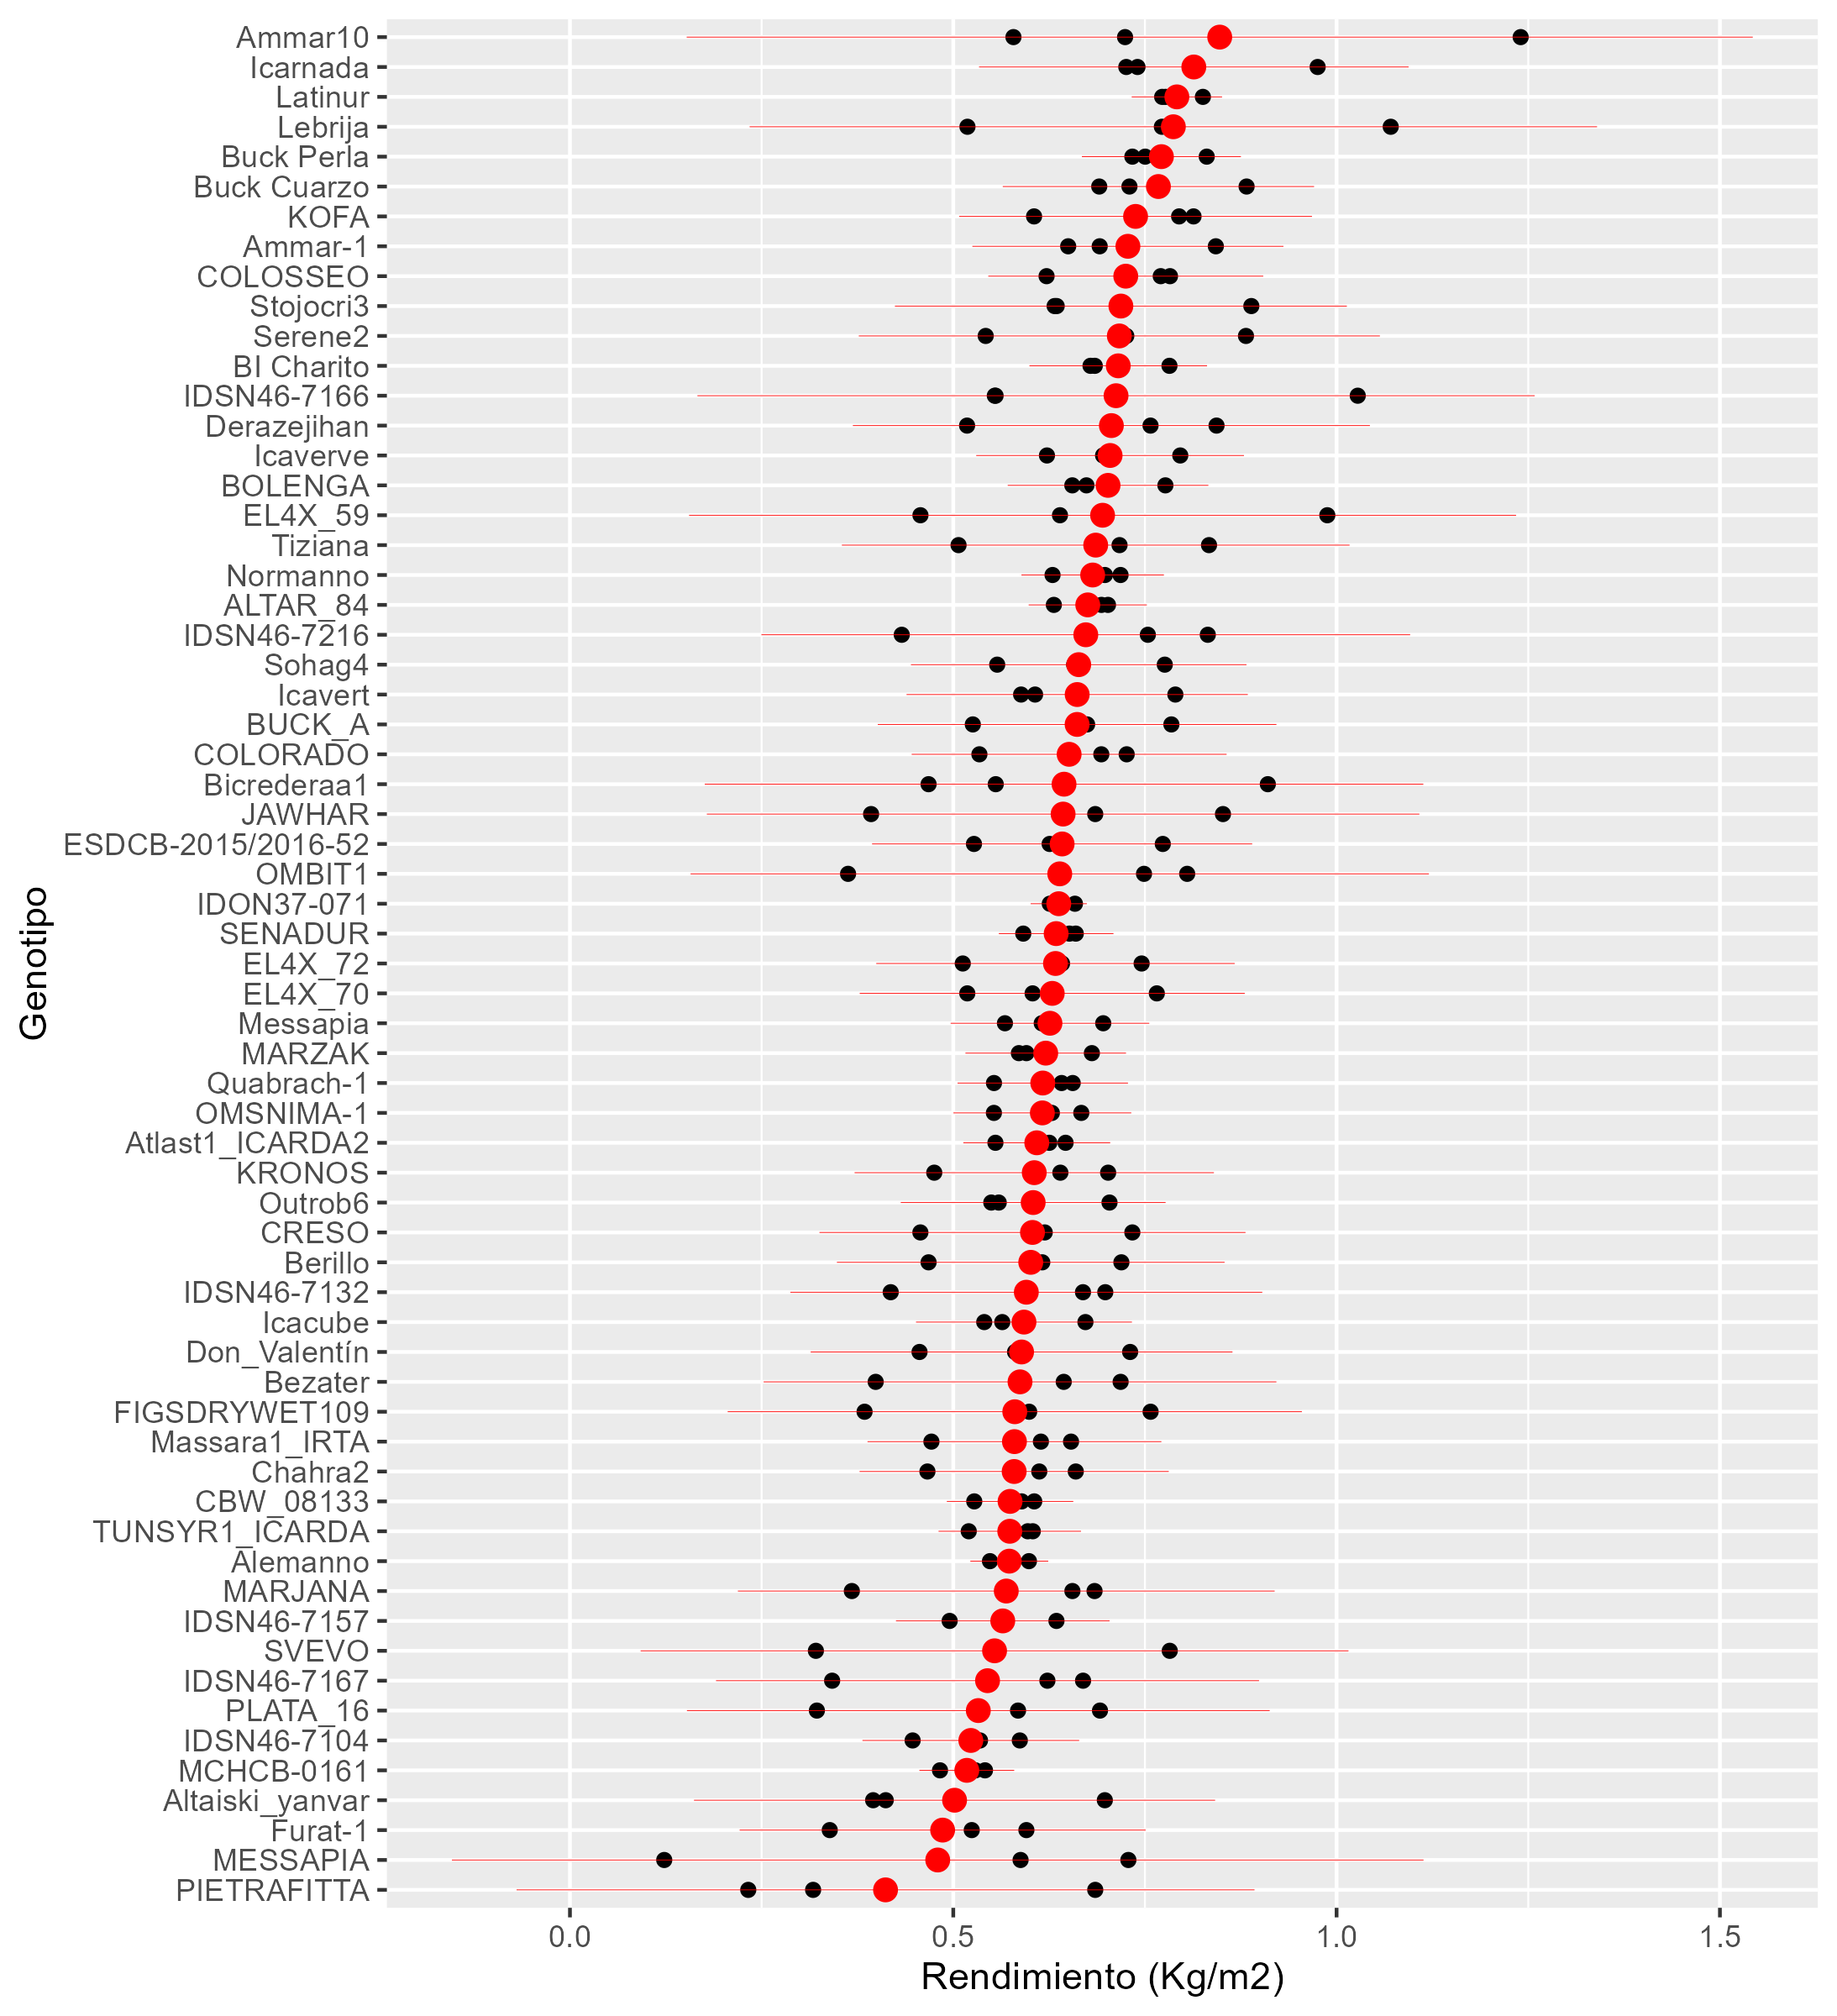 Ammar10
Icarnada
Latinur
Lebrija
Buck Perla
Buck Cuarzo
KOFA
Ammar-1
COLOSSEO
Stojocri3
Serene2
BI Charito
IDSN46-7166
Derazejihan
Icaverve
BOLENGA
EL4X_59
Tiziana
Normanno
ALTAR_84
IDSN46-7216
Sohag4
Icavert
BUCK_A
COLORADO
Bicrederaa1
JAWHAR
ESDCB-2015/2016-52
OMBIT1
IDON37-071
SENADUR
EL4X_72
EL4X_70
Messapia
MARZAK
Quabrach-1
OMSNIMA-1
Atlast1_ICARDA2
KRONOS
Outrob6
CRESO
Berillo
IDSN46-7132
Icacube
Don_Valentín
Bezater
FIGSDRYWET109
Massara1_IRTA
Chahra2
CBW_08133
TUNSYR1_ICARDA
Alemanno
MARJANA
IDSN46-7157
SVEVO
IDSN46-7167
PLATA_16
IDSN46-7104
MCHCB-0161
Altaiski_yanvar
Furat-1
MESSAPIA
PIETRAFITTA
Genotipo
0.0 0.5 1.0 1.5
Rendimiento (Kg/m2)